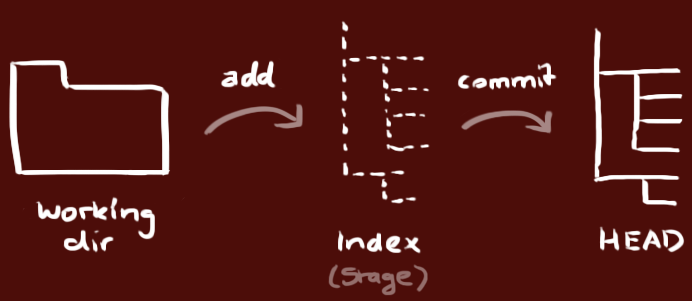 add
commit
working
dir
Index
(Stage)
HEAD